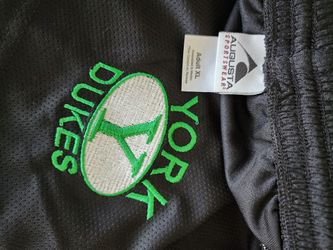 YORK
Y
DUKES
AUGUSTA
SPORTSWEAR
Adult XL